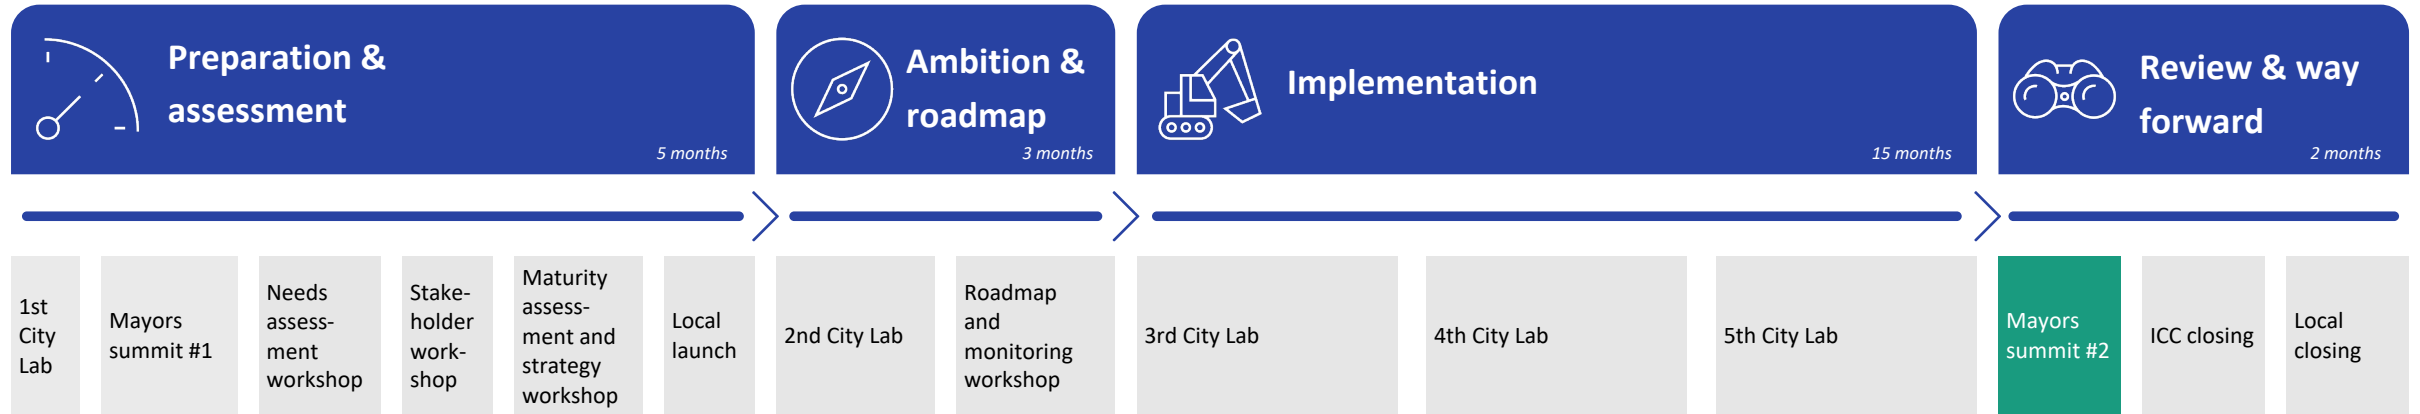 Preparation &
assessment
5 months
Ambition &
roadmap
3 months
Implementation
15 months
Review & way
forward
2 months
1st
City
Lab
Mayors
summit #1
Needs
assess-
ment
workshop
Stake-
holder
work-
shop
Maturity
assess-
ment and
strategy
workshop
Local
launch
2nd City Lab
Roadmap
and
monitoring
workshop
3rd City Lab
4th City Lab
5th City Lab
Mayors
summit #2
ICC closing
Local
closing